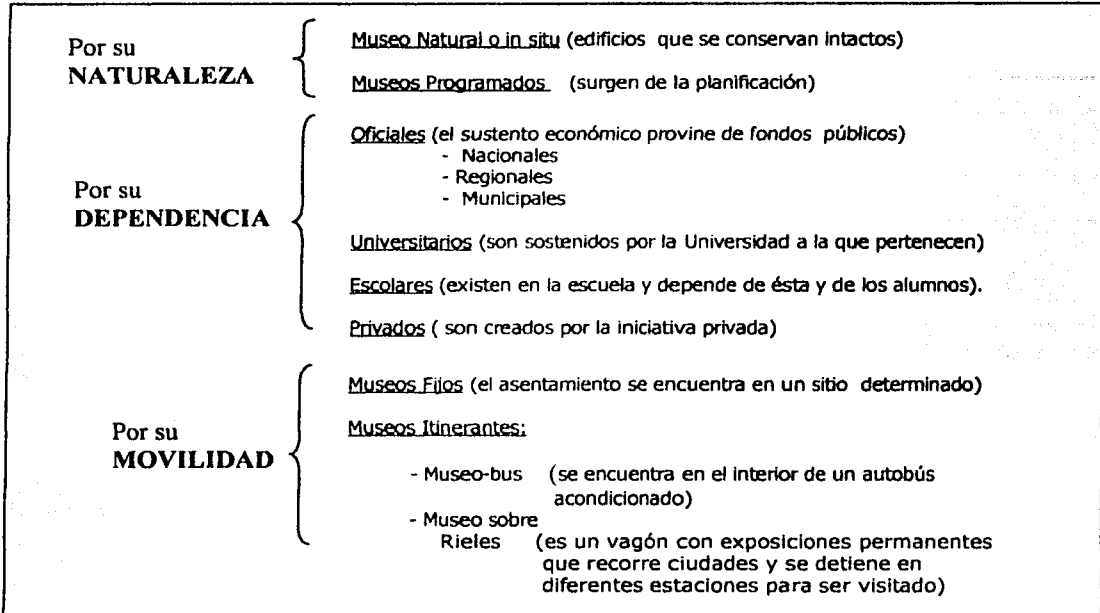 Por su
NATURALEZA
Museo Natural o in situ (edificios que se conservan intactos)
Museos Programados (surgen de la planificación)
Por su
DEPENDENCIA
Oficiales (el sustento económico provine de fondos públicos)
- Nacionales
- Regionales
- Municipales
Universitarios (son sostenidos por la Universidad a la que pertenecen)
Escolares (existen en la escuela y depende de ésta y de los alumnos).
Privados ( son creados por la iniciativa privada)
Por su
MOVILIDAD
Museos Fijos (el asentamiento se encuentra en un sitio determinado)
Museos Itinerantes:
- Museo-bus (se encuentra en el interior de un autobús
acondicionado)
- Museo sobre
Rieles (es un vagón con exposiciones permanentes
que recorre ciudades y se detiene en
diferentes estaciones para ser visitado)